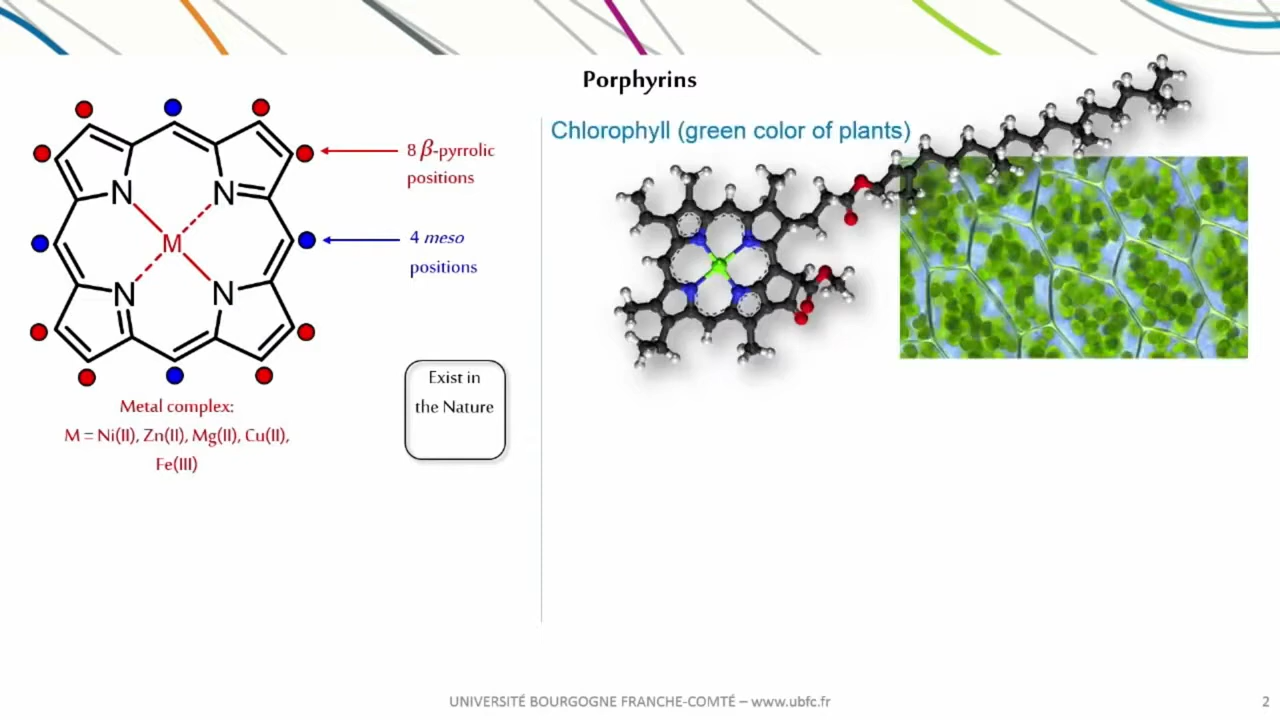 Porphyrins
N
N
M
N
N
8 β-pyrrolic
positions
4 meso
positions
Metal complex:
M = Ni(II), Zn(II), Mg(II), Cu(II),
Fe(III)
Exist in
the Nature
Chlorophyll (green color of plants)
UNIVERSITÉ BOURGOGNE FRANCHE-COMTÉ – www.ubfc.fr
2